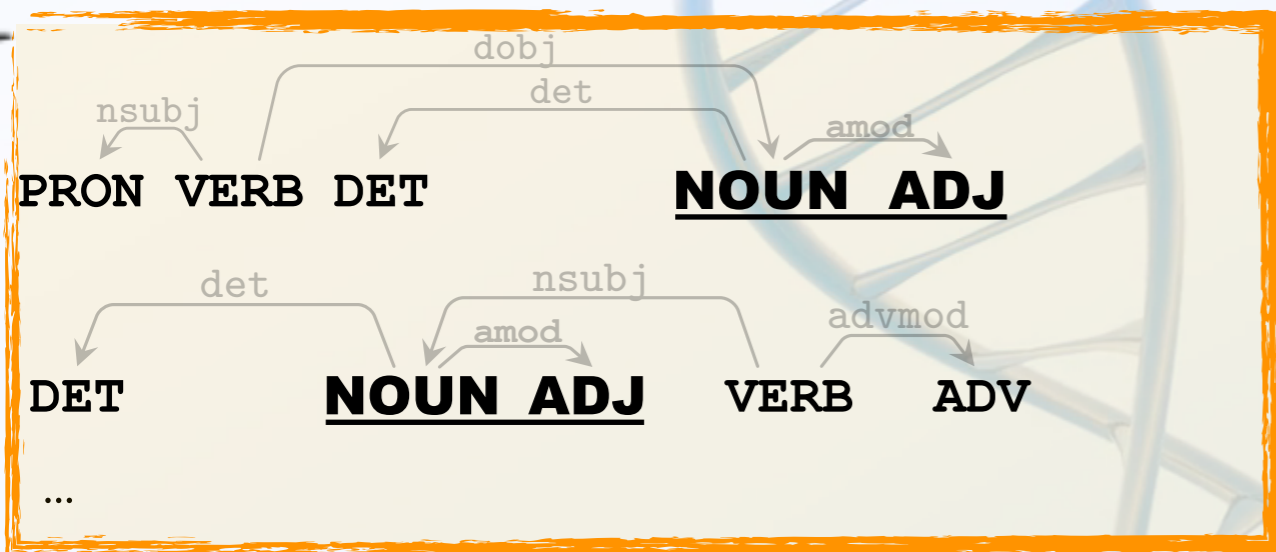 dobj
det
nsubj amod
PRON VERB DET NOUN ADJ
det nsubj
amod advmod
DET NOUN ADJ VERB ADV
...